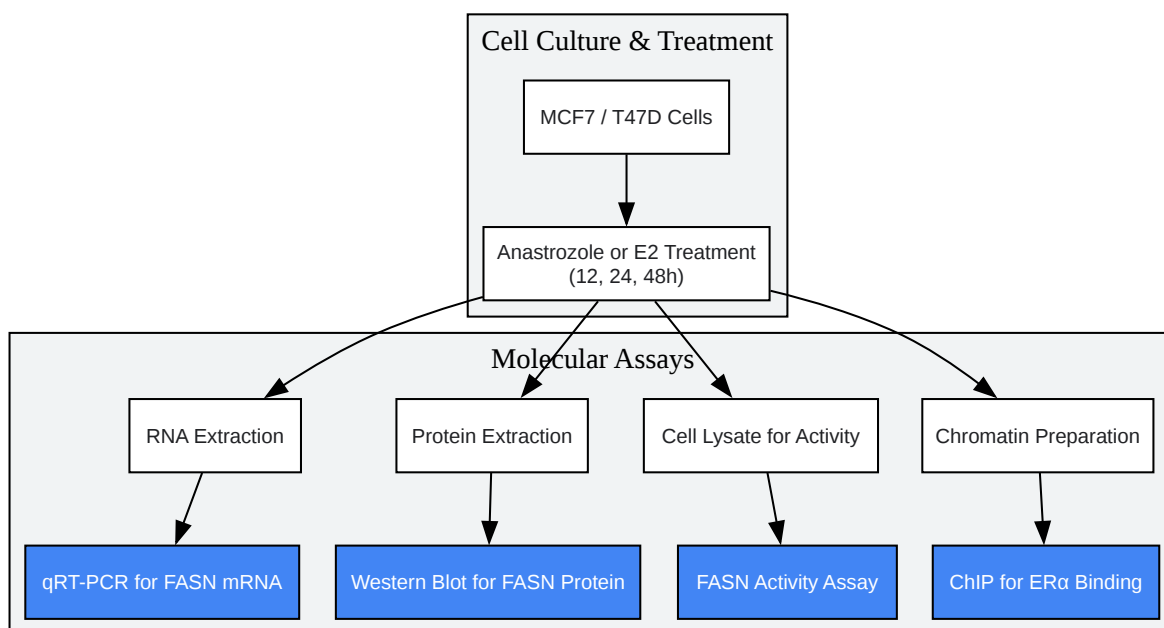 Cell Culture & Treatment
MCF7 / T47D Cells
Anastrozole or E2 Treatment
(12, 24, 48h)
Molecular Assays
RNA Extraction
Protein Extraction
Cell Lysate for Activity
Chromatin Preparation
qRT-PCR for FASN mRNA
Western Blot for FASN Protein
FASN Activity Assay
ChIP for ERα Binding